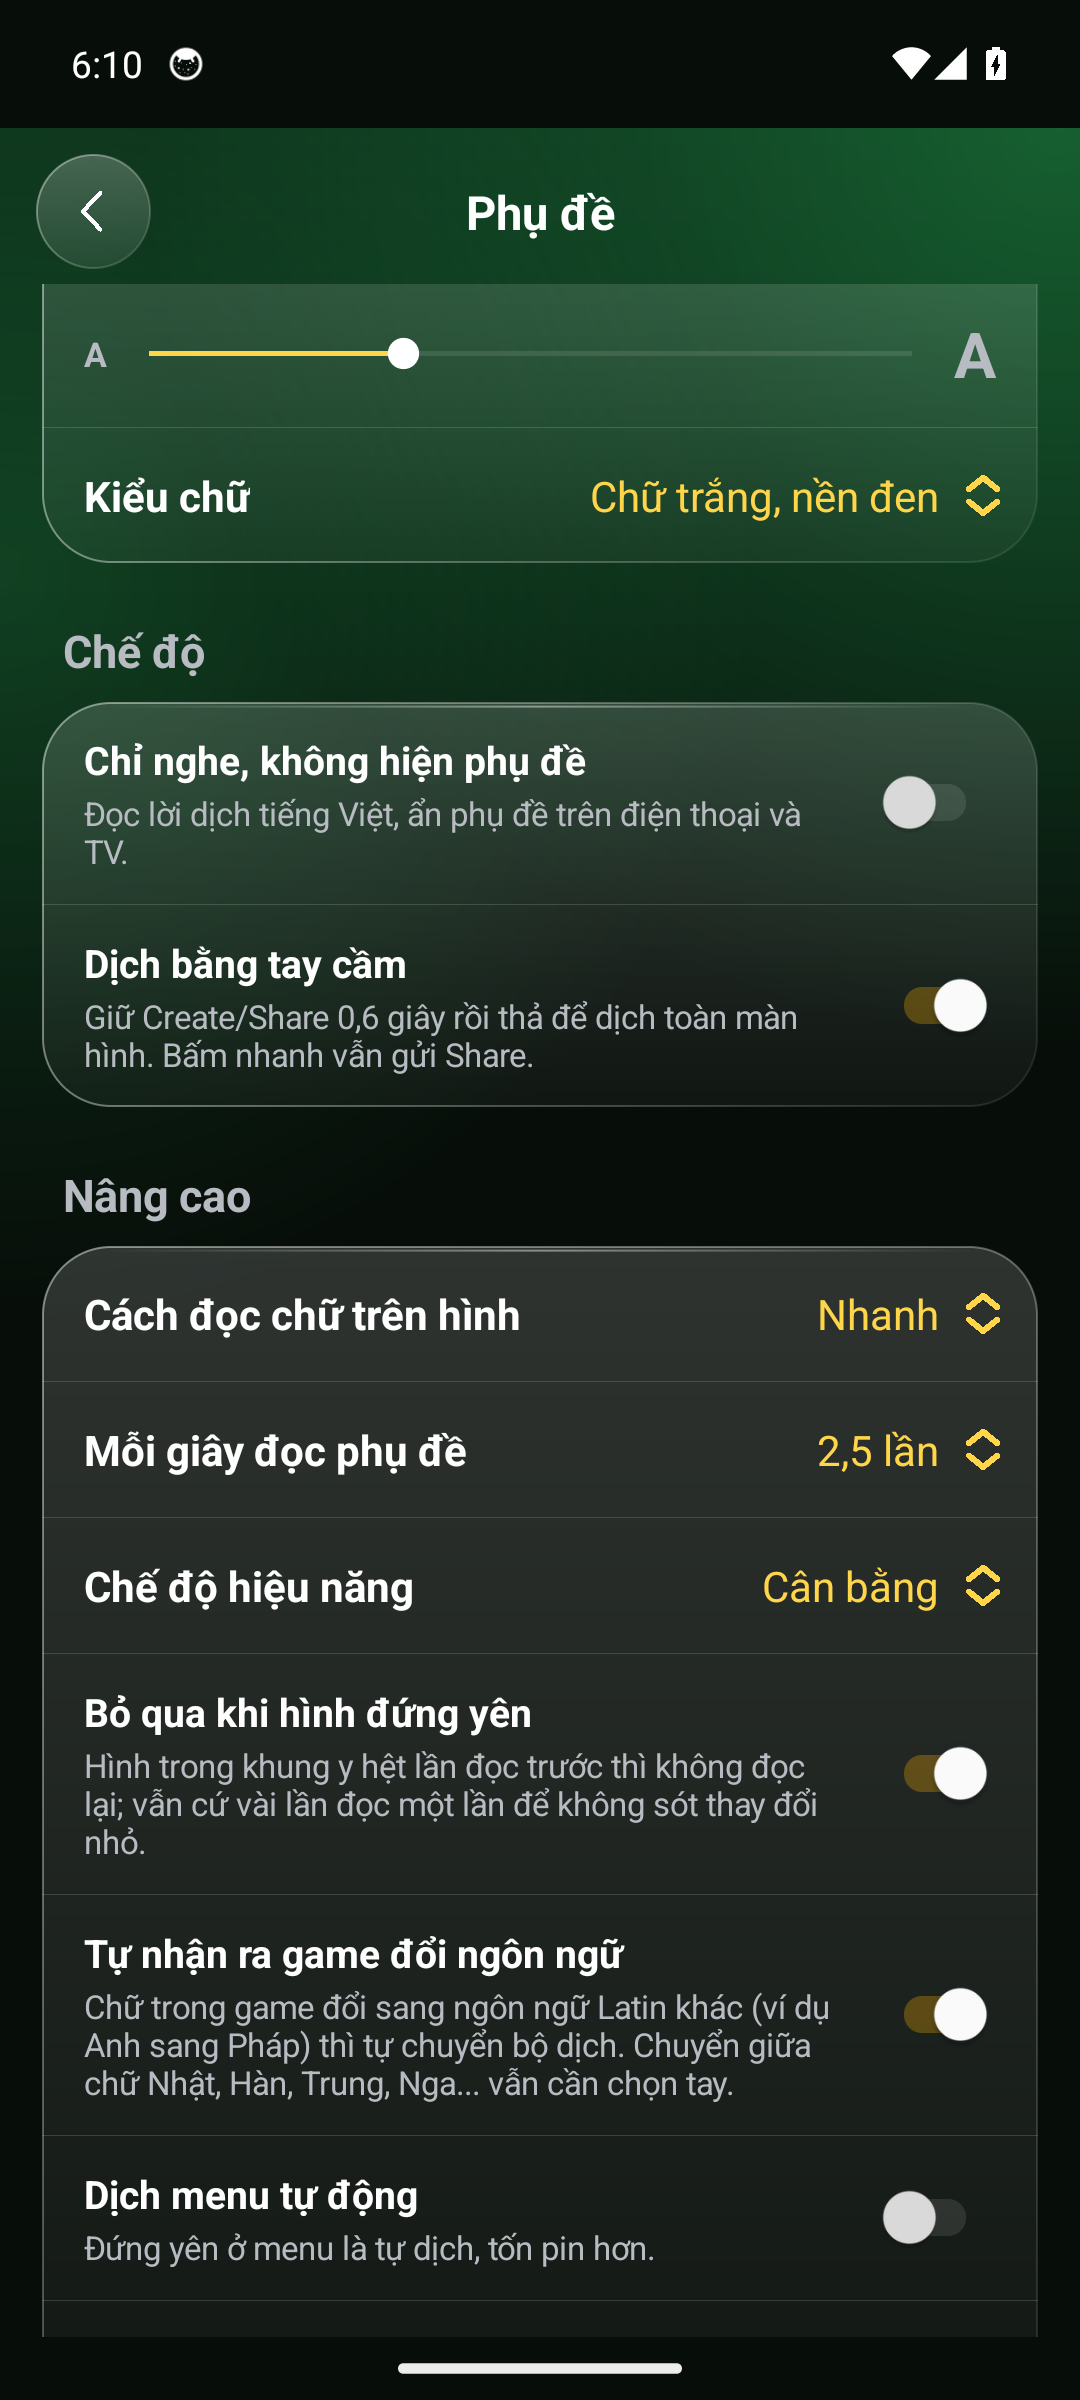 6:10
Phụ đề
A
A
Kiểu chữ
Chữ trắng, nền đen
Chế độ
Chỉ nghe, không hiện phụ đề
Đọc lời dịch tiếng Việt, ẩn phụ đề trên điện thoại và
TV.
Dịch bằng tay cầm
Giữ Create/Share 0,6 giây rồi thả để dịch toàn màn
hình. Bấm nhanh vẫn gửi Share.
Nâng cao
Cách đọc chữ trên hình
Nhanh
Mỗi giây đọc phụ đề
2,5 lần
Chế độ hiệu năng
Cân bằng
Bỏ qua khi hình đứng yên
Hình trong khung y hệt lần đọc trước thì không đọc
lại; vẫn cứ vài lần đọc một lần để không sót thay đổi
nhỏ.
Tự nhận ra game đổi ngôn ngữ
Chữ trong game đổi sang ngôn ngữ Latin khác (ví dụ
Anh sang Pháp) thì tự chuyển bộ dịch. Chuyển giữa
chữ Nhật, Hàn, Trung, Nga... vẫn cần chọn tay.
Dịch menu tự động
Đứng yên ở menu là tự dịch, tốn pin hơn.